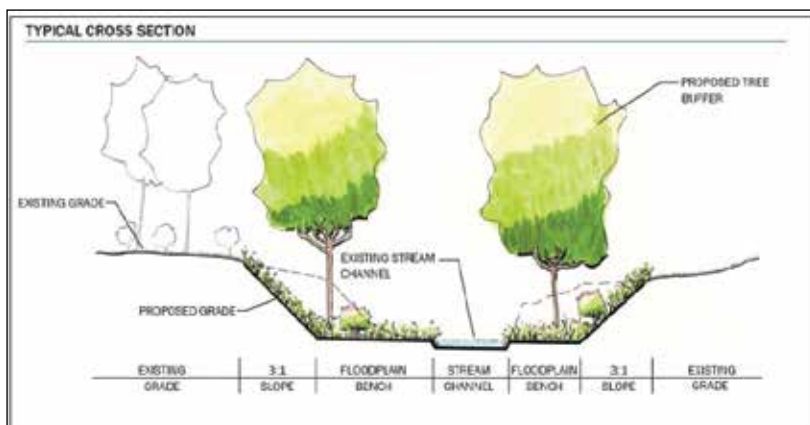 TYPICAL CROSS SECTION
PROPOSED TREE
BUFFER
EXISTING GRADE
EXISTING STREAM
CHANNEL
PROPOSED GRADE
EXISTING 3:1 FLOODPLAIN STREAM FLOODPLAIN 3:1 EXISTING
GRADE SLOPE BENCH CHANNEL BENCH SLOPE GRADE